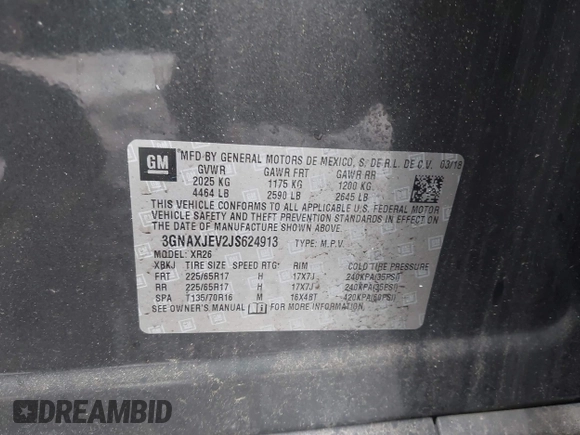 GM
MFD BY GENERAL MOTORS DE MEXICO, S. DE R.L. DE C.V. 03/18
GVWR GAWR FRT GAWR RR
2025 KG 1175 KG 1200 KG
4464 LB 2590 LB 2645 LB
THIS VEHICLE CONFORMS TO ALL APPLICABLE U.S. FEDERAL
MOTOR VEHICLE SAFETY, BUMPER, AND
THEFT PREVENTION STANDARDS IN EFFECT ON
THE DATE OF MANUFACTURE SHOWN ABOVE.
3GNAXJEV2JS624913 TYPE: M.P.V.
MODEL: XR26
XBKJ TIRE SIZE SPEED RTG RIM COLD TIRE PRESSURE
FRT 225/65R17 H 17X7J 240KPA(35PSI)
RR 225/65R17 H 17X7J 240KPA(35PSI)
SPA T135/70R16 M 16X4BT 420KPA(60PSI)
SEE OWNER'S MANUAL FOR MORE INFORMATION.
DREAMBID